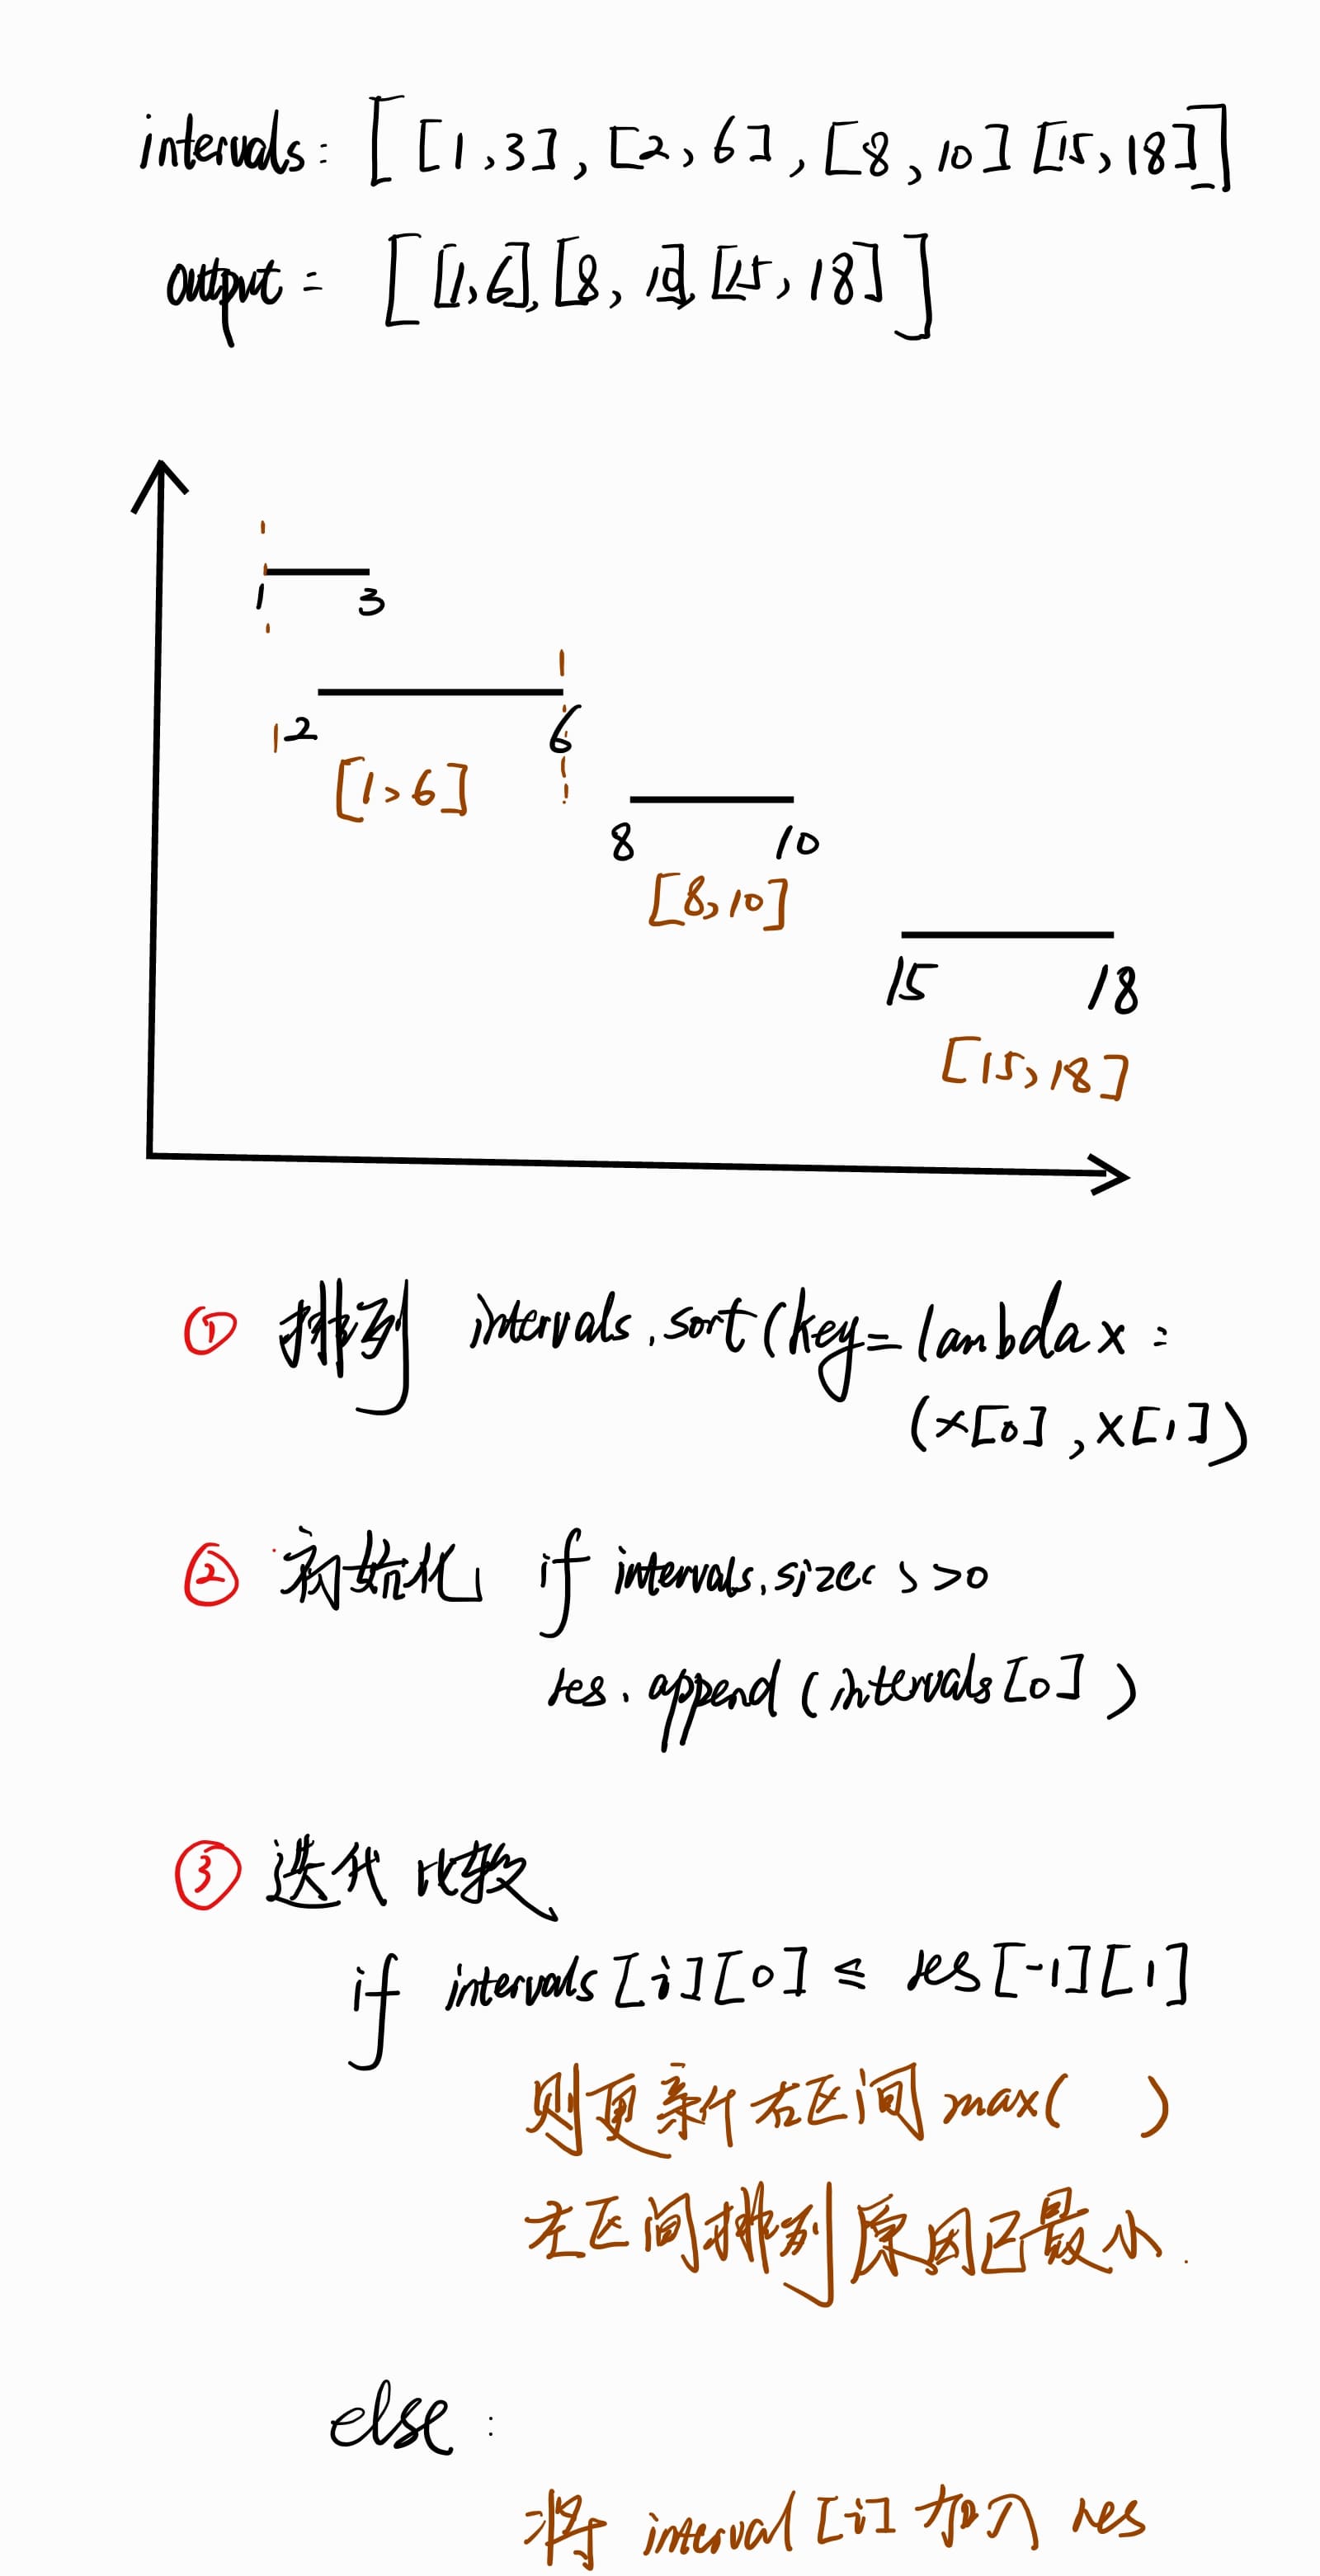 intervals: [ [1,3], [2,6], [8,10] [15,18]]
output = [ [1,6], [8,10], [15,18] ]
1 3
2 6
[1,6]
8 10
[8,10]
15 18
[15,18]
① 排列 intervals.sort(key=lambda x:
(x[0],x[1])
② 初始化 if intervals.size()>0
res.append(intervals[0])
③ 迭代比较
if intervals[i][0] ≤ res[-1][1]
则更新右区间max( )
左区间排列原因已最小.
else:
将 interval[i] 加入 res